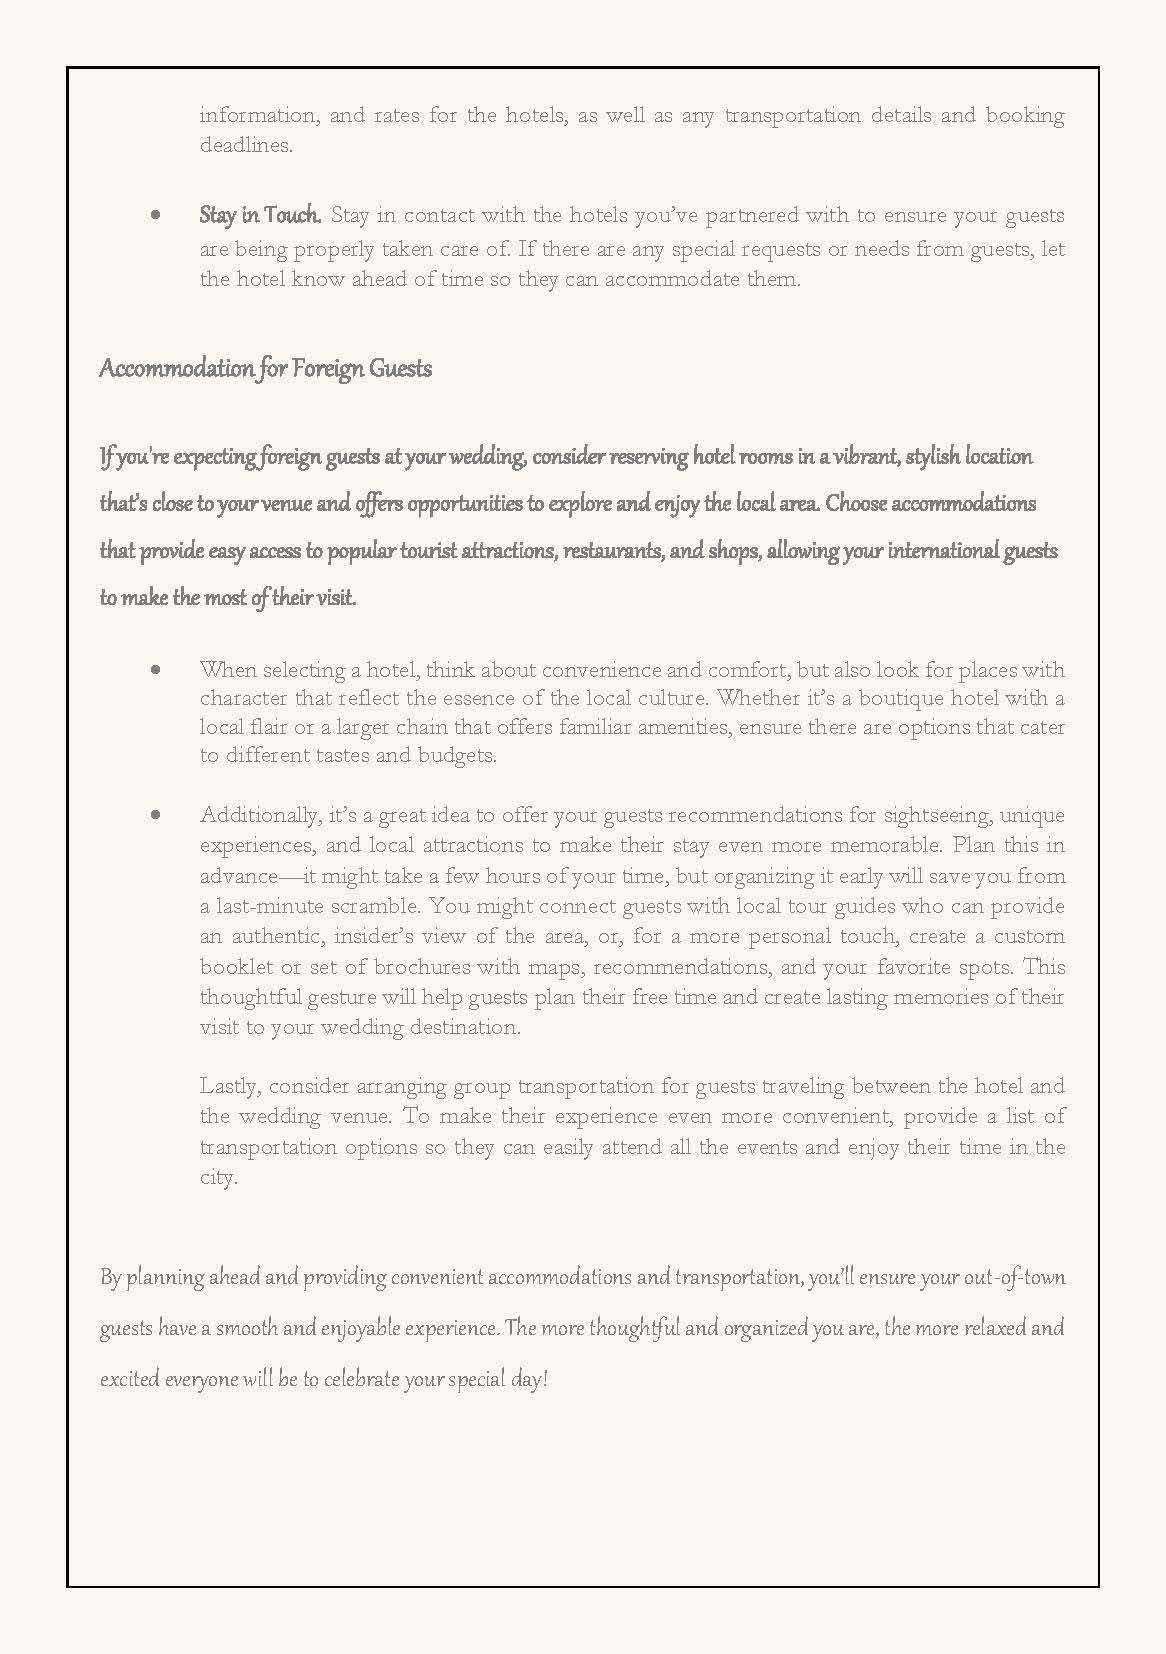 information, and rates for the hotels, as well as any transportation details and booking
deadlines.
• Stay in Touch. Stay in contact with the hotels you’ve partnered with to ensure your guests
are being properly taken care of. If there are any special requests or needs from guests, let
the hotel know ahead of time so they can accommodate them.
Accommodation for Foreign Guests
If you're expecting foreign guests at your wedding, consider reserving hotel rooms in a vibrant, stylish location
that’s close to your venue and offers opportunities to explore and enjoy the local area. Choose accommodations
that provide easy access to popular tourist attractions, restaurants, and shops, allowing your international guests
to make the most of their visit.
• When selecting a hotel, think about convenience and comfort, but also look for places with
character that reflect the essence of the local culture. Whether it’s a boutique hotel with a
local flair or a larger chain that offers familiar amenities, ensure there are options that cater
to different tastes and budgets.
• Additionally, it’s a great idea to offer your guests recommendations for sightseeing, unique
experiences, and local attractions to make their stay even more memorable. Plan this in
advance—it might take a few hours of your time, but organizing it early will save you from
a last-minute scramble. You might connect guests with local tour guides who can provide
an authentic, insider’s view of the area, or, for a more personal touch, create a custom
booklet or set of brochures with maps, recommendations, and your favorite spots. This
thoughtful gesture will help guests plan their free time and create lasting memories of their
visit to your wedding destination.
Lastly, consider arranging group transportation for guests traveling between the hotel and
the wedding venue. To make their experience even more convenient, provide a list of
transportation options so they can easily attend all the events and enjoy their time in the
city.
By planning ahead and providing convenient accommodations and transportation, you’ll ensure your out-of-town
guests have a smooth and enjoyable experience. The more thoughtful and organized you are, the more relaxed and
excited everyone will be to celebrate your special day!